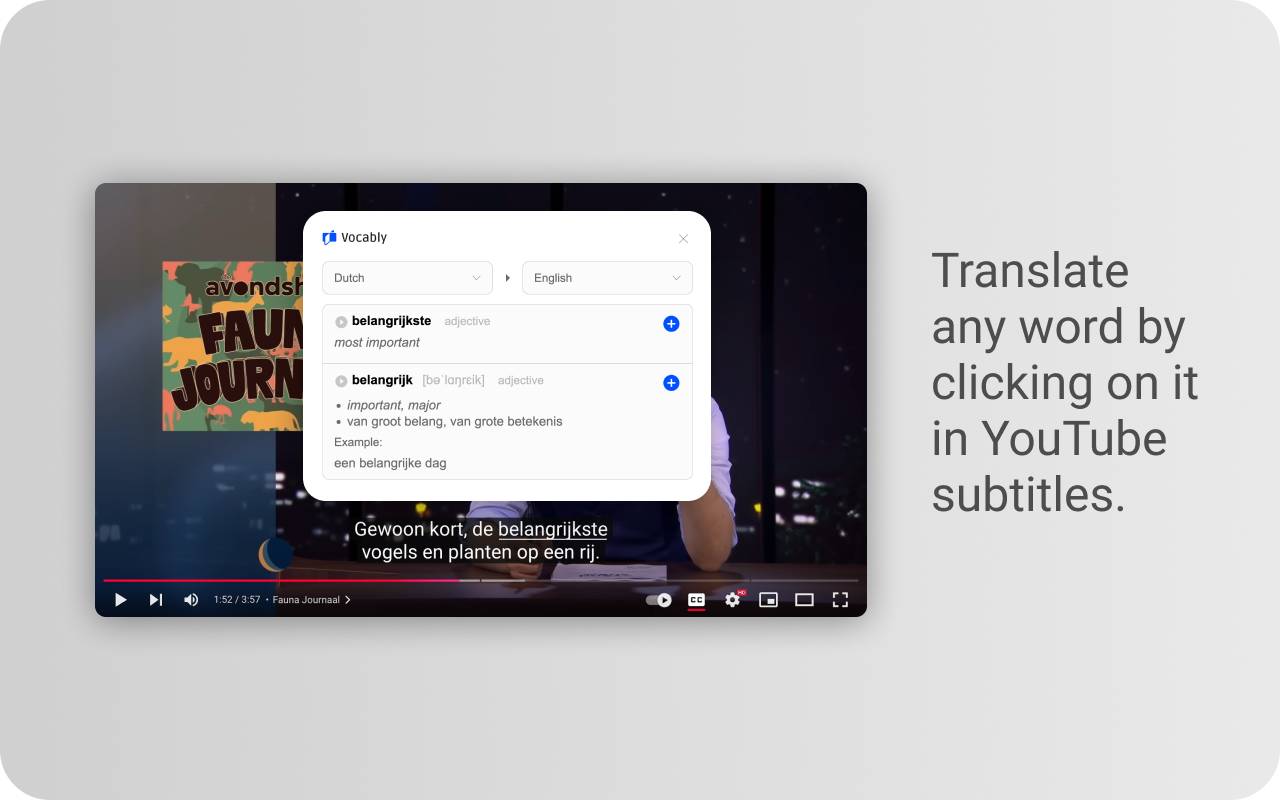 Vocably
Dutch
English
belangrijkste adjective
most important
belangrijk [bəˈlɑŋrɛik] adjective
• important, major
• van groot belang, van grote betekenis
Example:
een belangrijke dag
avondsh
FAUN
JOURN
Gewoon kort, de belangrijkste
vogels en planten op een rij.
1:52 / 3:57 • Fauna Journaal
CC
HD
Translate
any word by
clicking on it
in YouTube
subtitles.